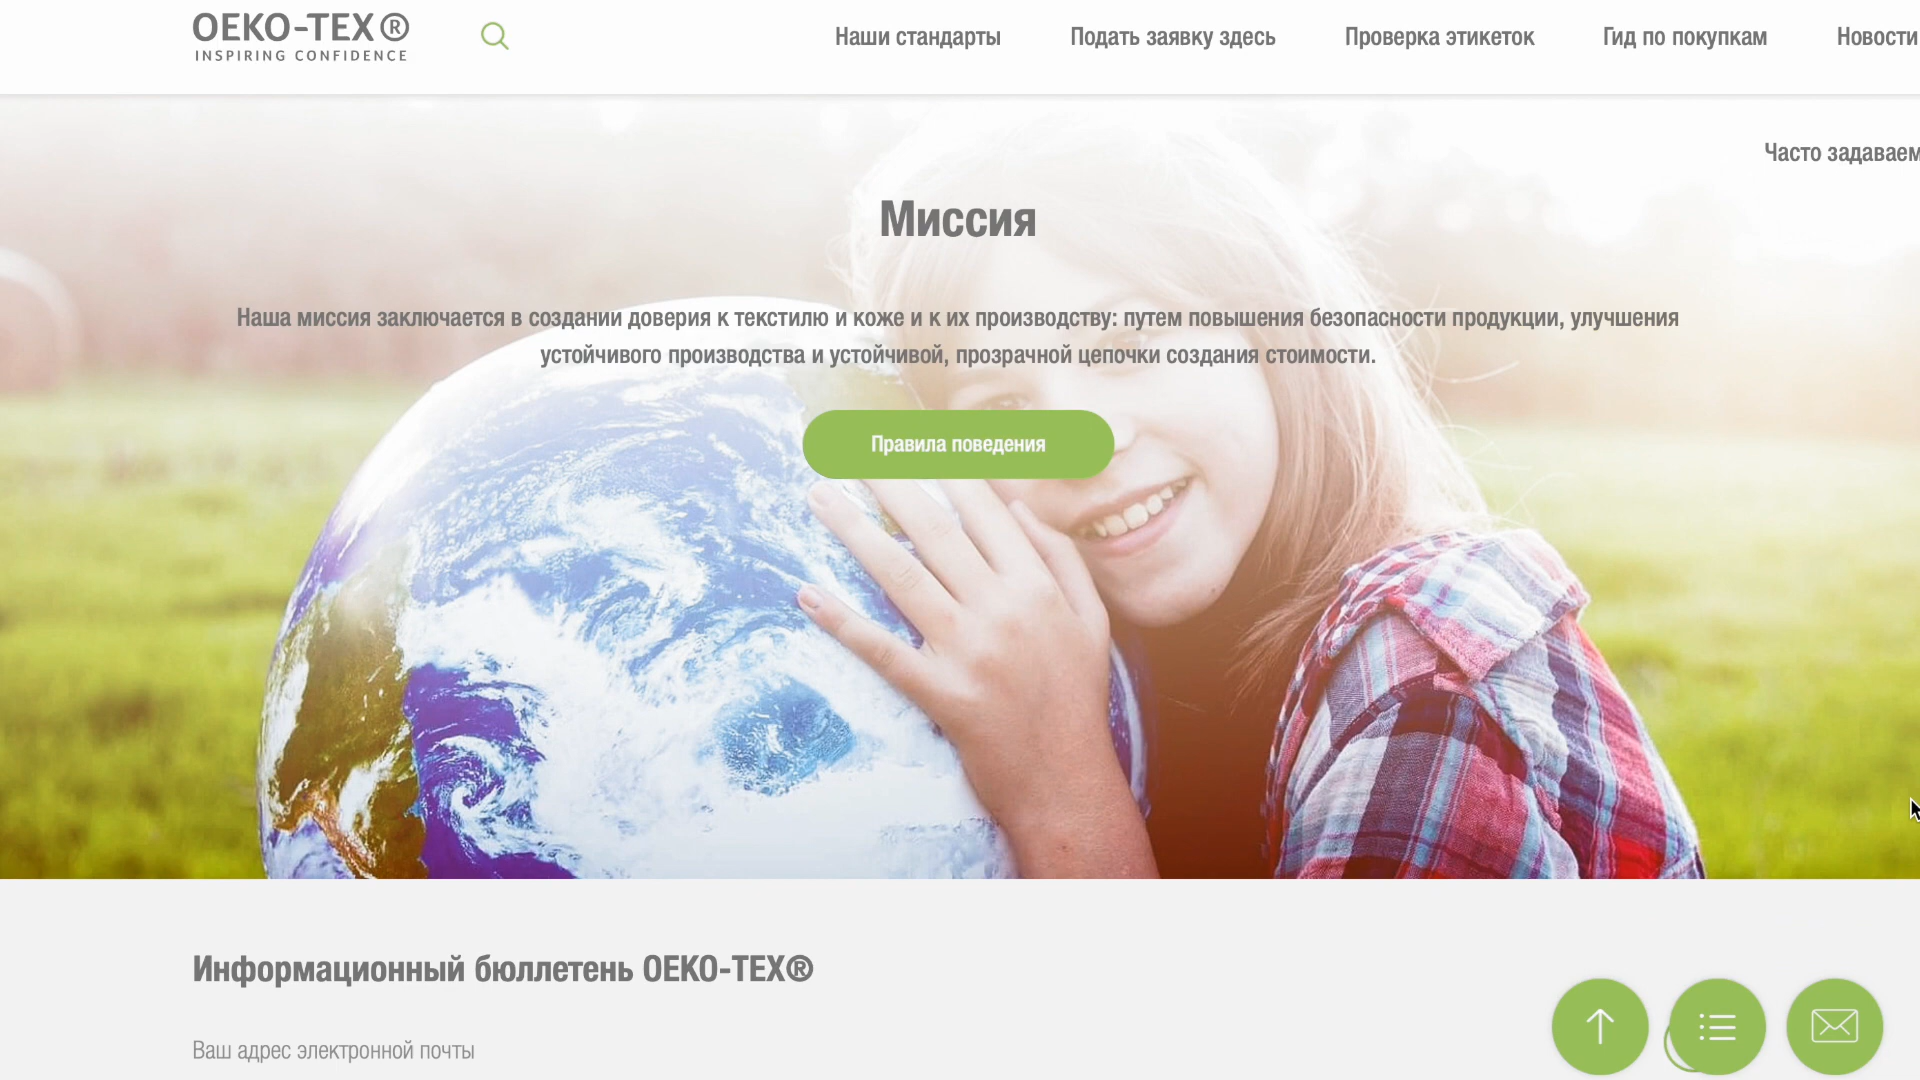 OEKO-TEX®
INSPIRING CONFIDENCE
Наши стандарты
Подать заявку здесь
Проверка этикеток
Гид по покупкам
Новости
Часто задаваем
Миссия
Наша миссия заключается в создании доверия к текстилю и коже и к их производству: путем повышения безопасности продукции, улучшения
устойчивого производства и устойчивой, прозрачной цепочки создания стоимости.
Правила поведения
Информационный бюллетень OEKO-TEX®
Ваш адрес электронной почты